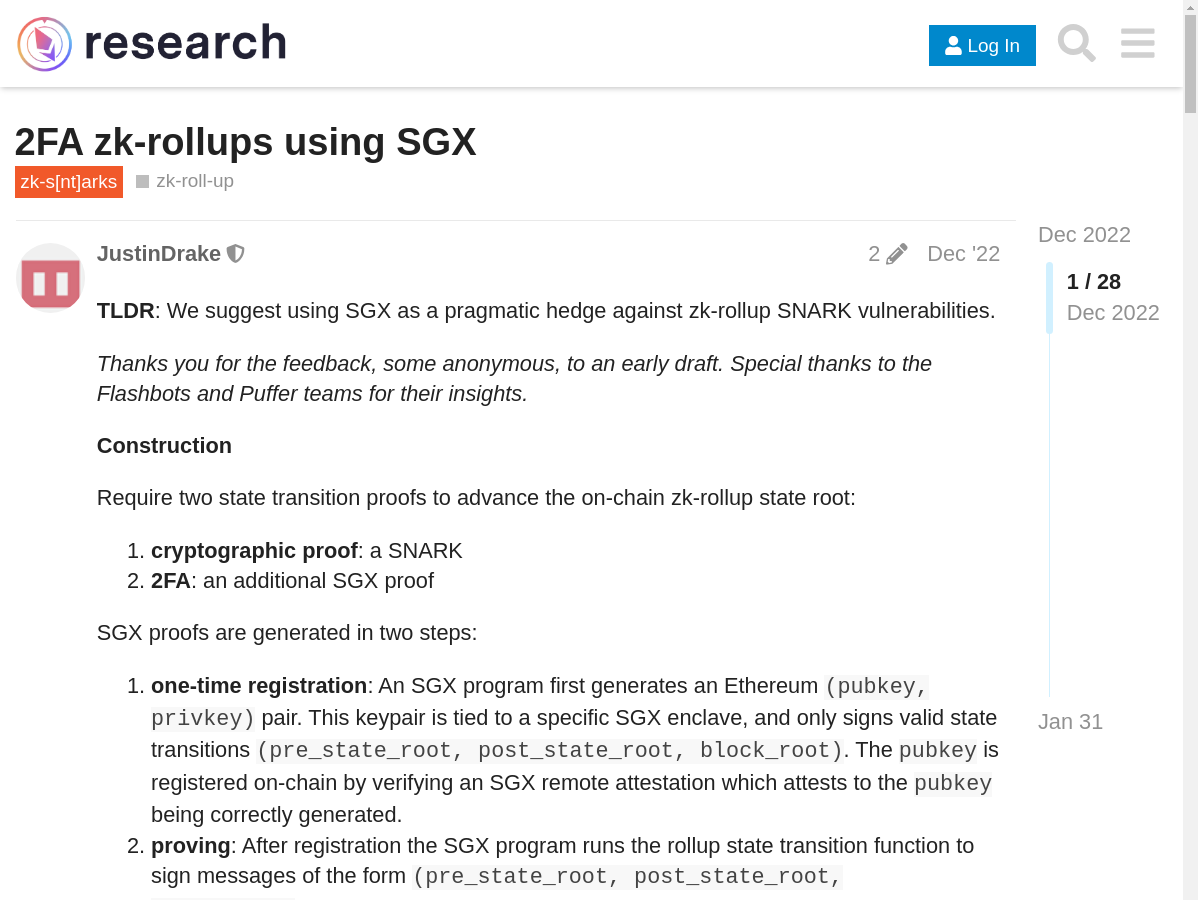 research
Log In
2FA zk-rollups using SGX
zk-s[nt]arks zk-roll-up
Dec 2022
1 / 28
Dec 2022
Jan 31
JustinDrake 2 Dec '22
TLDR: We suggest using SGX as a pragmatic hedge against zk-rollup SNARK vulnerabilities.
Thanks you for the feedback, some anonymous, to an early draft. Special thanks to the
Flashbots and Puffer teams for their insights.
Construction
Require two state transition proofs to advance the on-chain zk-rollup state root:
1. cryptographic proof: a SNARK
2. 2FA: an additional SGX proof
SGX proofs are generated in two steps:
1. one-time registration: An SGX program first generates an Ethereum (pubkey,
privkey) pair. This keypair is tied to a specific SGX enclave, and only signs valid state
transitions (pre_state_root, post_state_root, block_root). The pubkey is
registered on-chain by verifying an SGX remote attestation which attests to the pubkey
being correctly generated.
2. proving: After registration the SGX program runs the rollup state transition function to
sign messages of the form (pre_state_root, post_state_root,